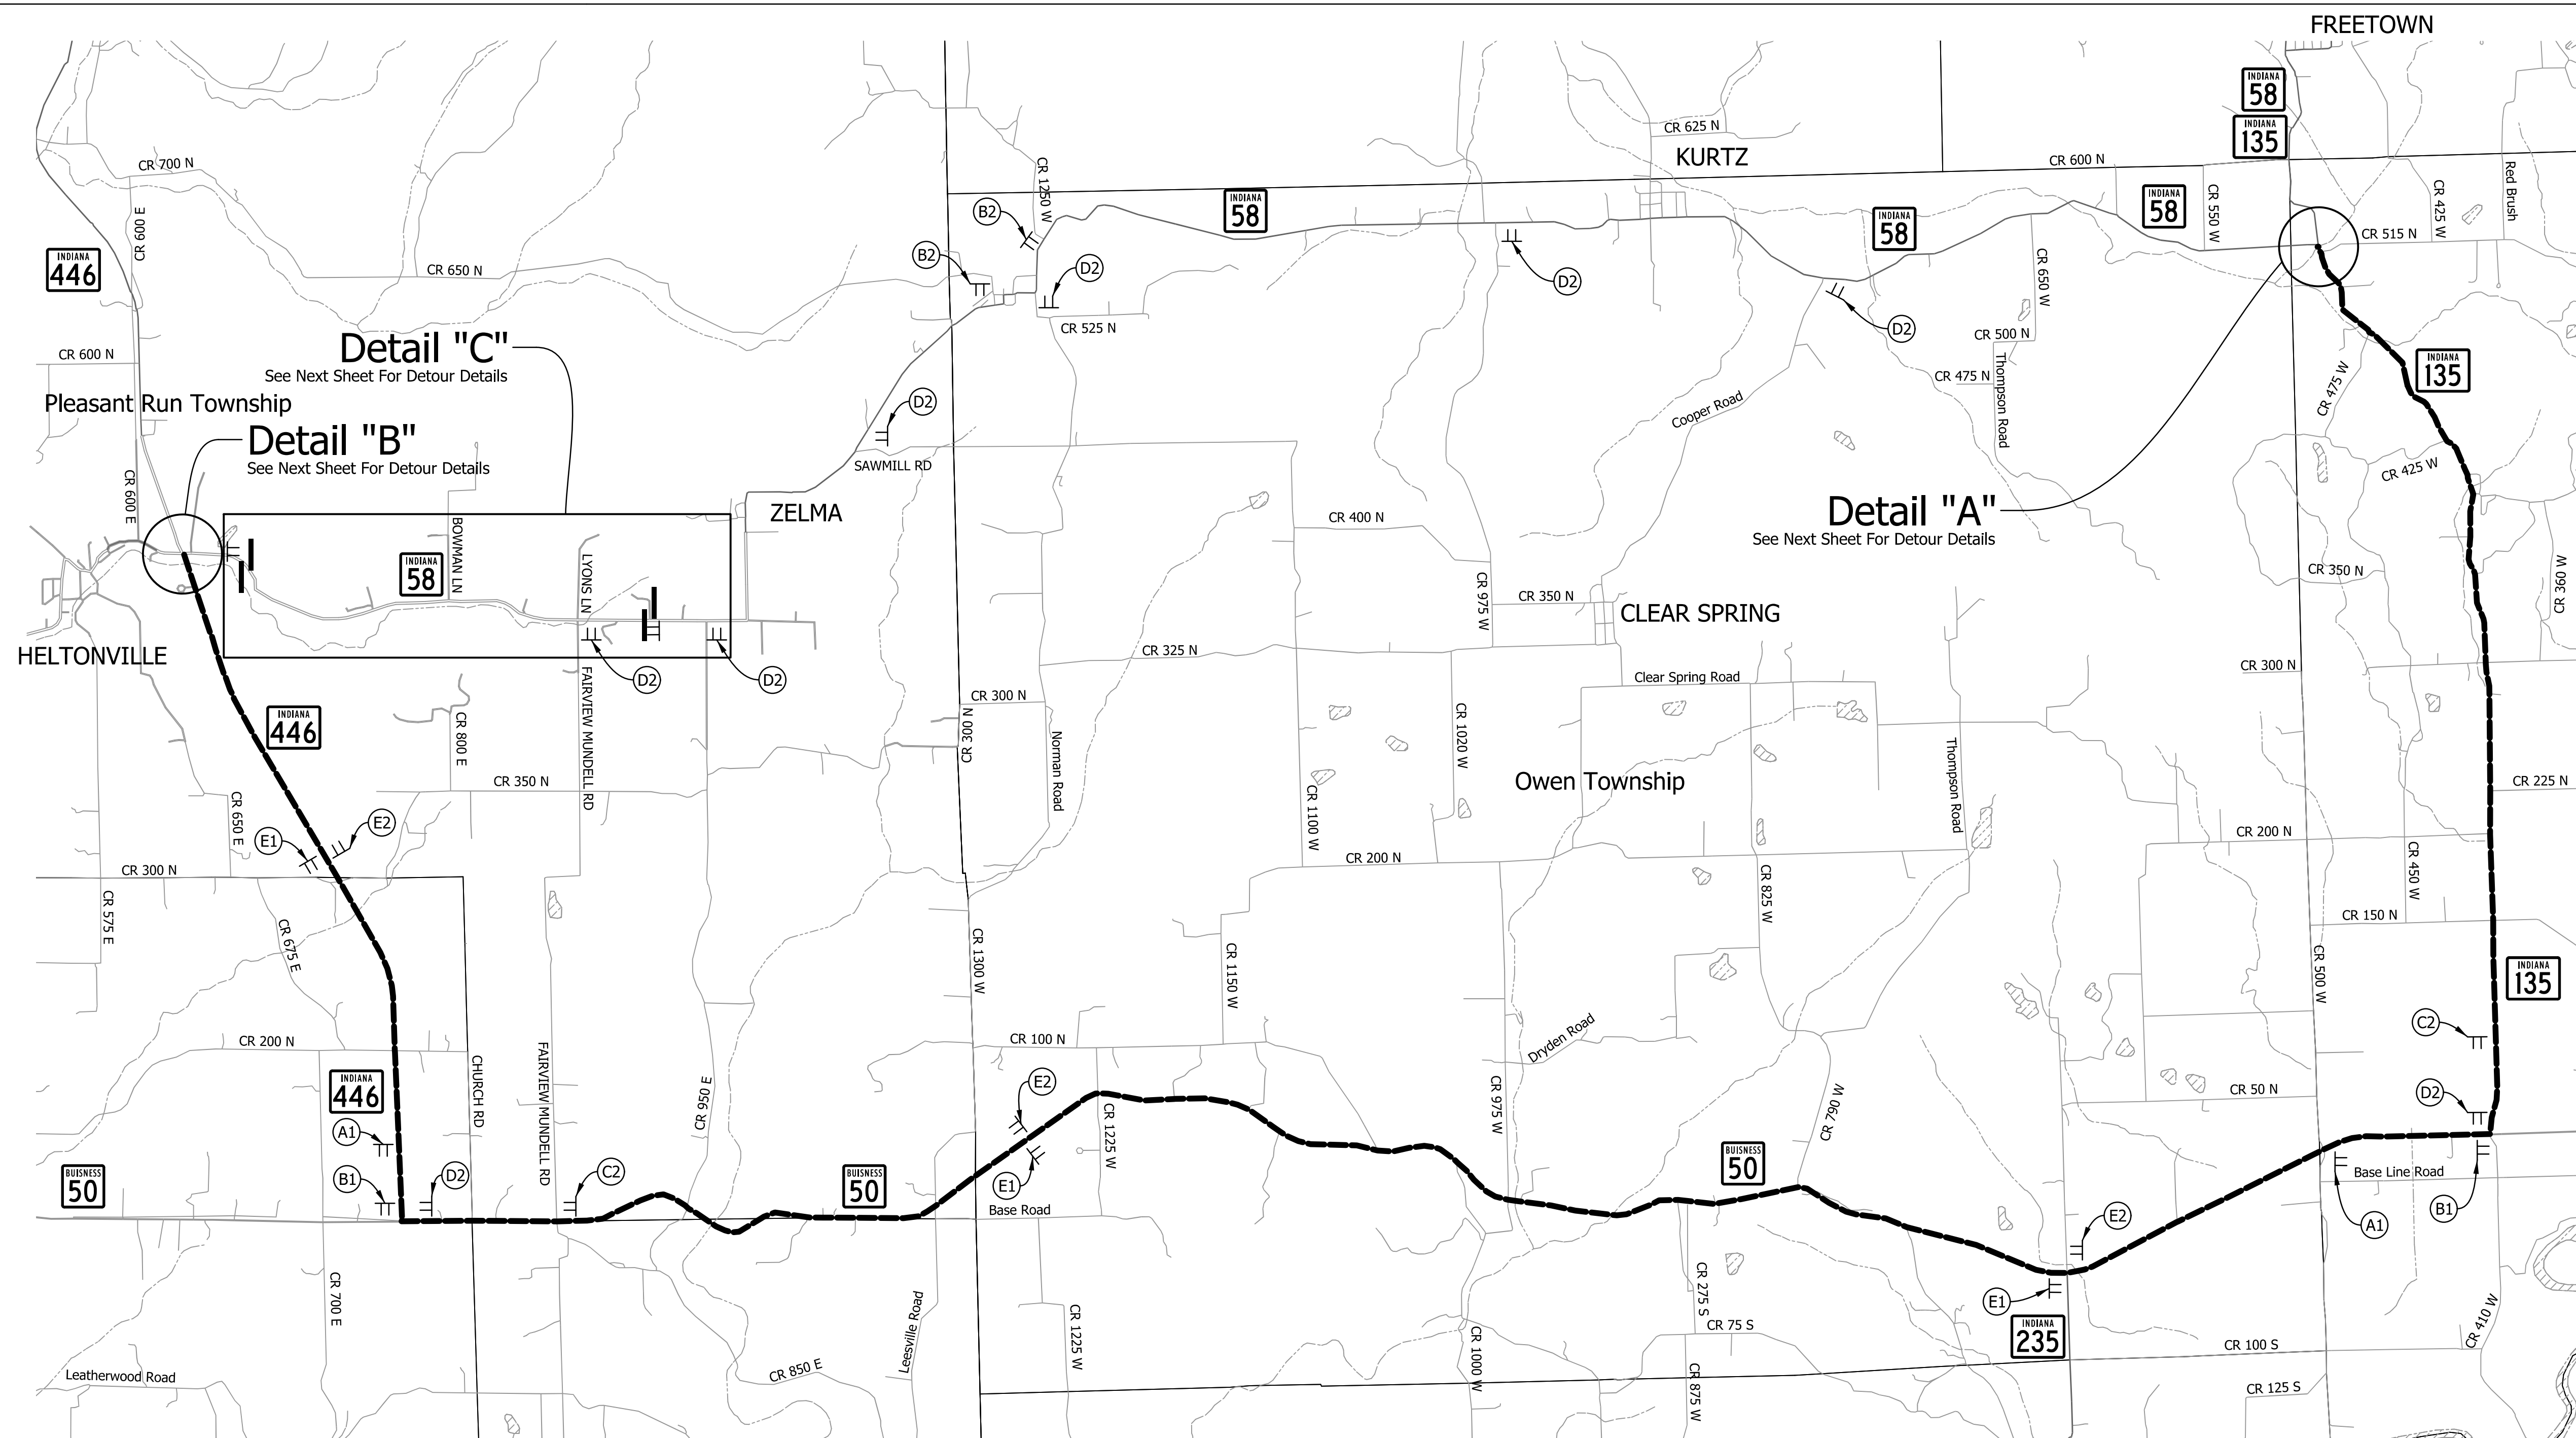 FREETOWN
INDIANA
58
INDIANA
135
CR 625 N
KURTZ
CR 600 N
CR 700 N
CR 1250 W
Red Brush
CR 600 E
B2
INDIANA
58
INDIANA
58
INDIANA
58
CR 550 W
CR 425 W
CR 515 N
INDIANA
446
CR 650 N
B2
D2
D2
CR 650 W
CR 525 N
D2
CR 500 N
Thompson Road
CR 475 N
CR 475 W
INDIANA
135
CR 600 N
Detail "C"
See Next Sheet For Detour Details
Pleasant Run Township
Detail "B"
See Next Sheet For Detour Details
D2
SAWMILL RD
Cooper Road
CR 425 W
CR 600 E
ZELMA
BOWMAN LN
CR 400 N
Detail "A"
See Next Sheet For Detour Details
INDIANA
58
LYONS LN
CR 975 W
CR 350 N
CLEAR SPRING
CR 350 N
CR 360 W
HELTONVILLE
D2
D2
FAIRVIEW MUNDELL RD
CR 325 N
CR 300 N
Clear Spring Road
CR 300 N
INDIANA
446
CR 800 E
CR 300 N
Norman Road
CR 1020 W
Thompson Road
CR 350 N
Owen Township
CR 225 N
CR 650 E
E1
E2
CR 1100 W
CR 200 N
CR 200 N
CR 300 N
CR 575 E
CR 675 E
CR 825 W
CR 450 W
CR 150 N
CR 1300 W
CR 1150 W
CR 500 W
INDIANA
135
CR 200 N
CR 100 N
Dryden Road
C2
INDIANA
446
CHURCH RD
FAIRVIEW MUNDELL RD
CR 950 E
E2
CR 975 W
CR 790 W
CR 50 N
D2
A1
CR 1225 W
B1
D2
C2
BUISNESS
50
BUISNESS
50
E1
BUISNESS
50
Base Line Road
Base Road
E2
A1
B1
CR 700 E
CR 275 S
E1
Leesville Road
CR 1225 W
CR 1000 W
CR 75 S
INDIANA
235
CR 100 S
CR 410 W
Leatherwood Road
CR 850 E
CR 875 W
CR 125 S